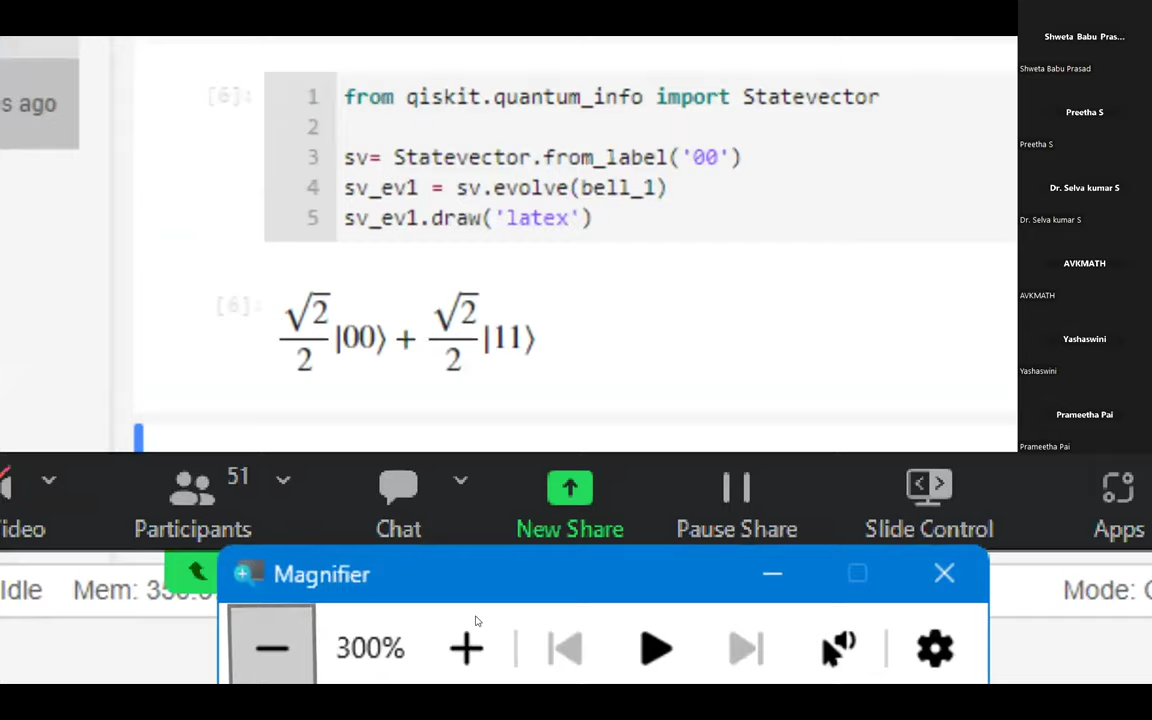 s ago
[6]:
1 from qiskit.quantum_info import Statevector
2
3 sv= Statevector.from_label('00')
4 sv_ev1 = sv.evolve(bell_1)
5 sv_ev1.draw('latex')
[6]:
√2/2|00⟩ + √2/2|11⟩
Shweta Babu Pras...
Shweta Babu Prasad
Preetha S
Preetha S
Dr. Selva kumar S
Dr. Selva kumar S
AVKMATH
AVKMATH
Yashaswini
Yashaswini
Prameetha Pai
Prameetha Pai
ideo
Participants
51
Chat
New Share
Pause Share
Slide Control
Apps
Idle
Mem:
Magnifier
Mode:
300%